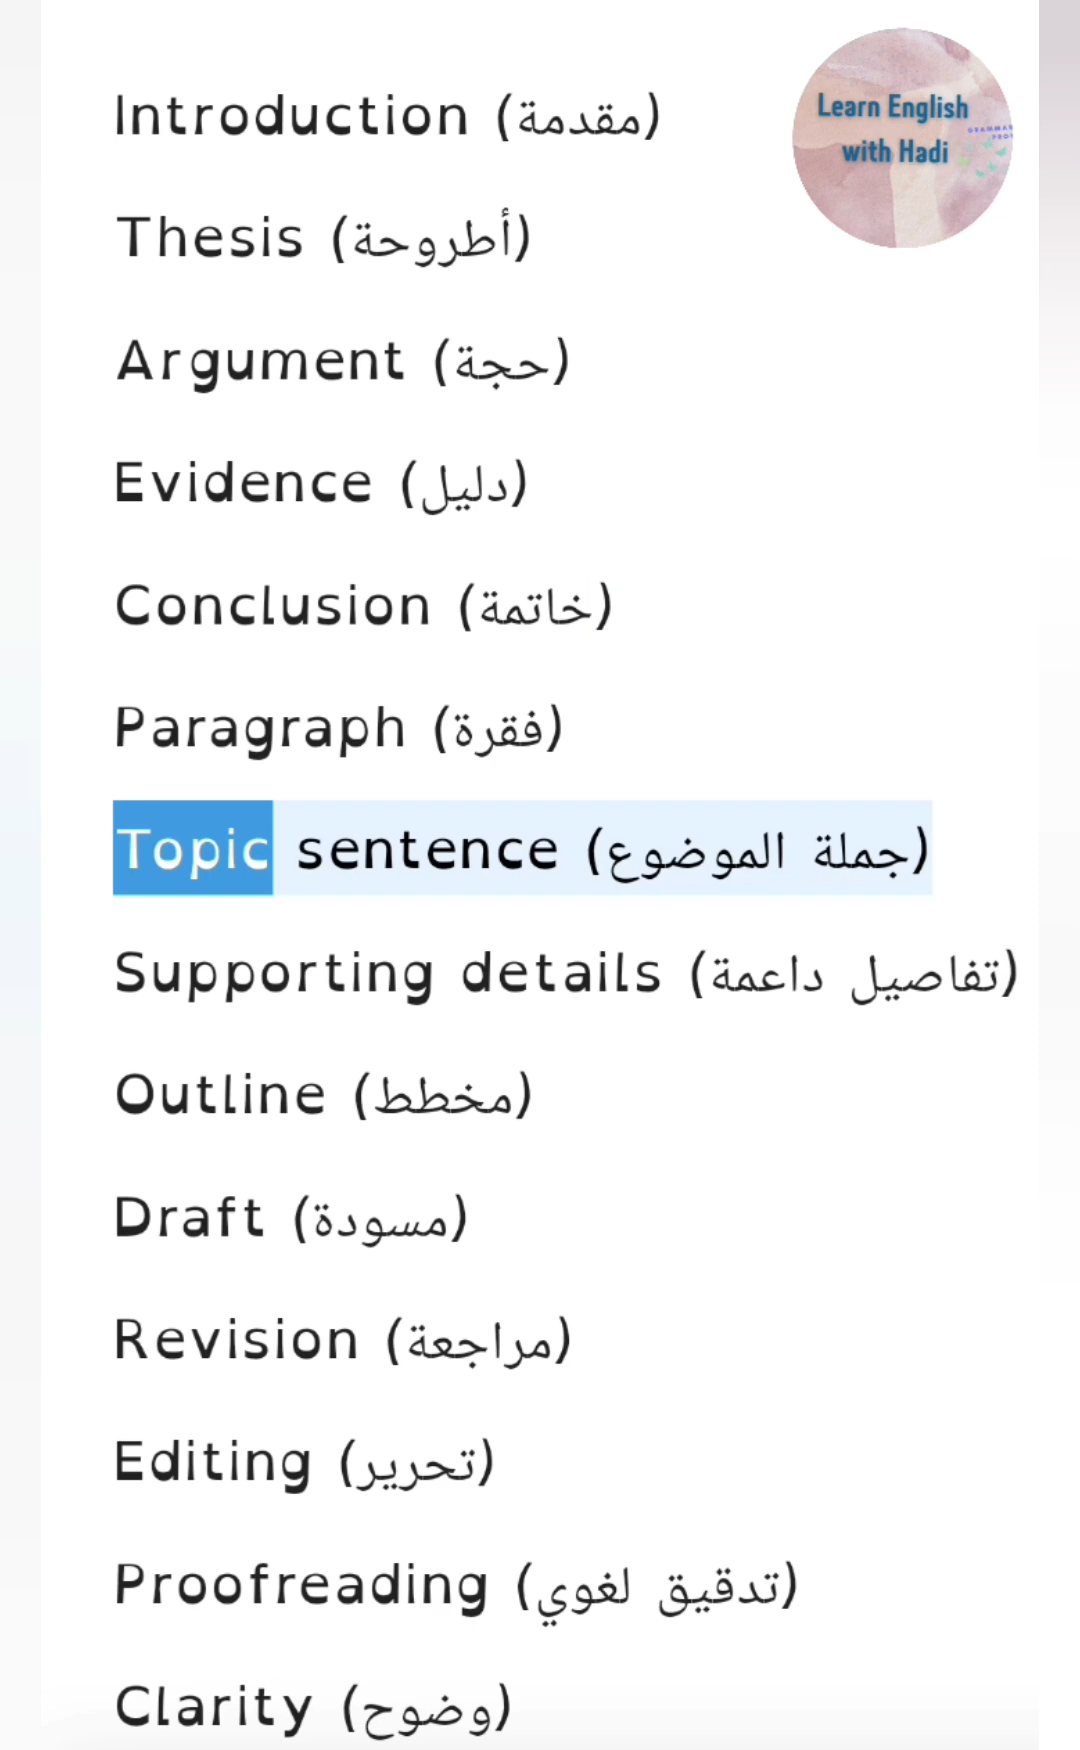 Learn English
with Hadi
Introduction (مقدمة)
Thesis (أطروحة)
Argument (حجة)
Evidence (دليل)
Conclusion (خاتمة)
Paragraph (فقرة)
Topic sentence (جملة الموضوع)
Supporting details (تفاصيل داعمة)
Outline (مخطط)
Draft (مسودة)
Revision (مراجعة)
Editing (تحرير)
Proofreading (تدقيق لغوي)
Clarity (وضوح)